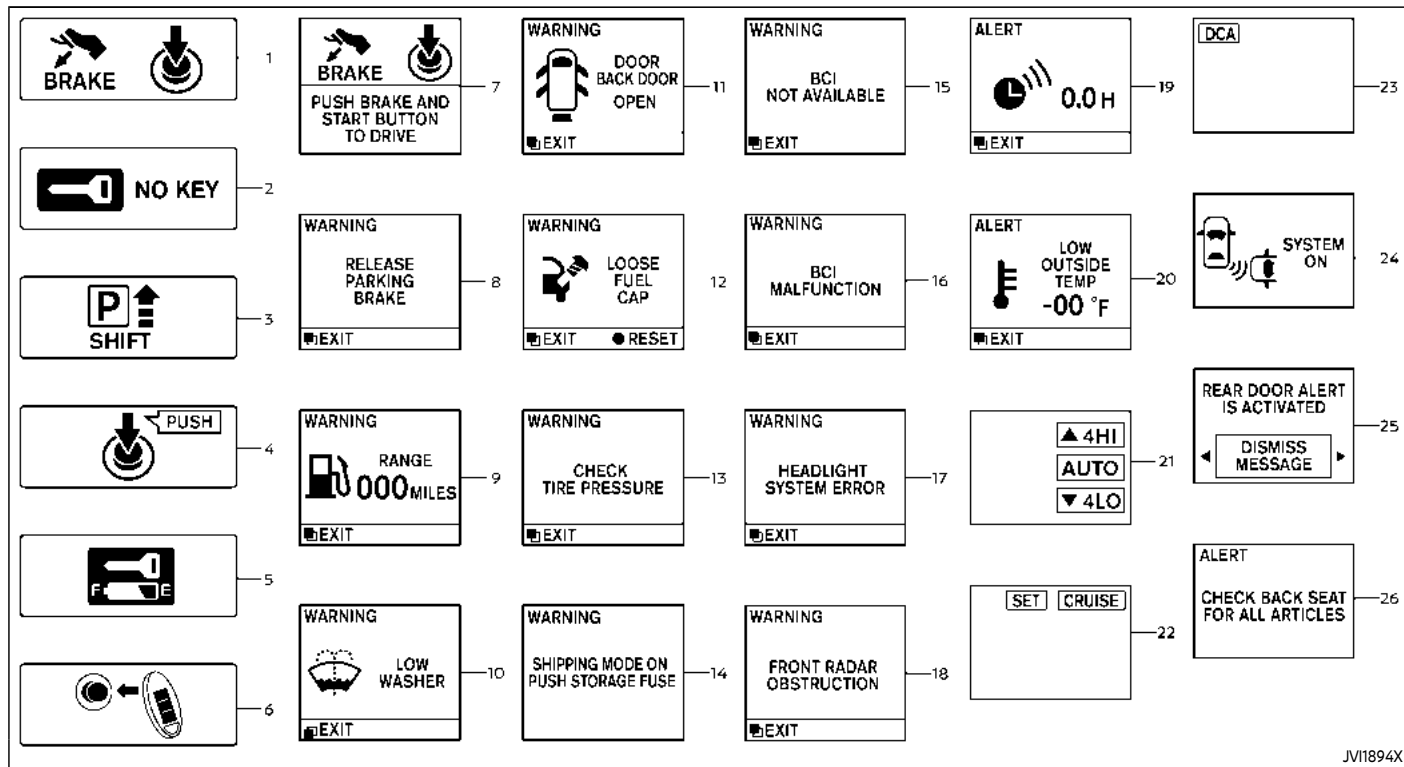 BRAKE
1
NO KEY
2
P
SHIFT
3
PUSH
4
F E
5
6
BRAKE
PUSH BRAKE AND
START BUTTON
TO DRIVE
7
WARNING
RELEASE
PARKING
BRAKE
EXIT
8
WARNING
RANGE
000 MILES
EXIT
9
WARNING
LOW
WASHER
EXIT
10
WARNING
DOOR
BACK DOOR
OPEN
EXIT
11
WARNING
LOOSE
FUEL
CAP
EXIT RESET
12
WARNING
CHECK
TIRE PRESSURE
EXIT
13
WARNING
SHIPPING MODE ON
PUSH STORAGE FUSE
14
WARNING
BCI
NOT AVAILABLE
EXIT
15
WARNING
BCI
MALFUNCTION
EXIT
16
WARNING
HEADLIGHT
SYSTEM ERROR
EXIT
17
WARNING
FRONT RADAR
OBSTRUCTION
EXIT
18
ALERT
0.0 H
EXIT
19
ALERT
LOW
OUTSIDE
TEMP
-00 °F
EXIT
20
▲ 4HI
AUTO
▼ 4LO
21
SET CRUISE
22
DCA
23
SYSTEM
ON
24
REAR DOOR ALERT
IS ACTIVATED
DISMISS
MESSAGE
25
ALERT
CHECK BACK SEAT
FOR ALL ARTICLES
26
JVI1894X